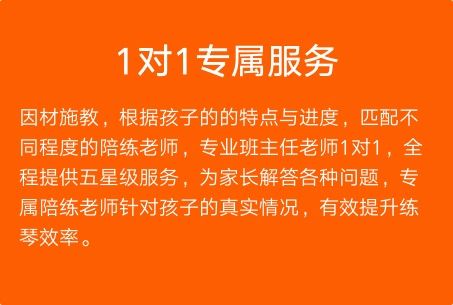 1对1专属服务
因材施教，根据孩子的的特点与进度，匹配不
同程度的陪练老师，专业班主任老师1对1，全
程提供五星级服务，为家长解答各种问题，专
属陪练老师针对孩子的真实情况，有效提升练
琴效率。